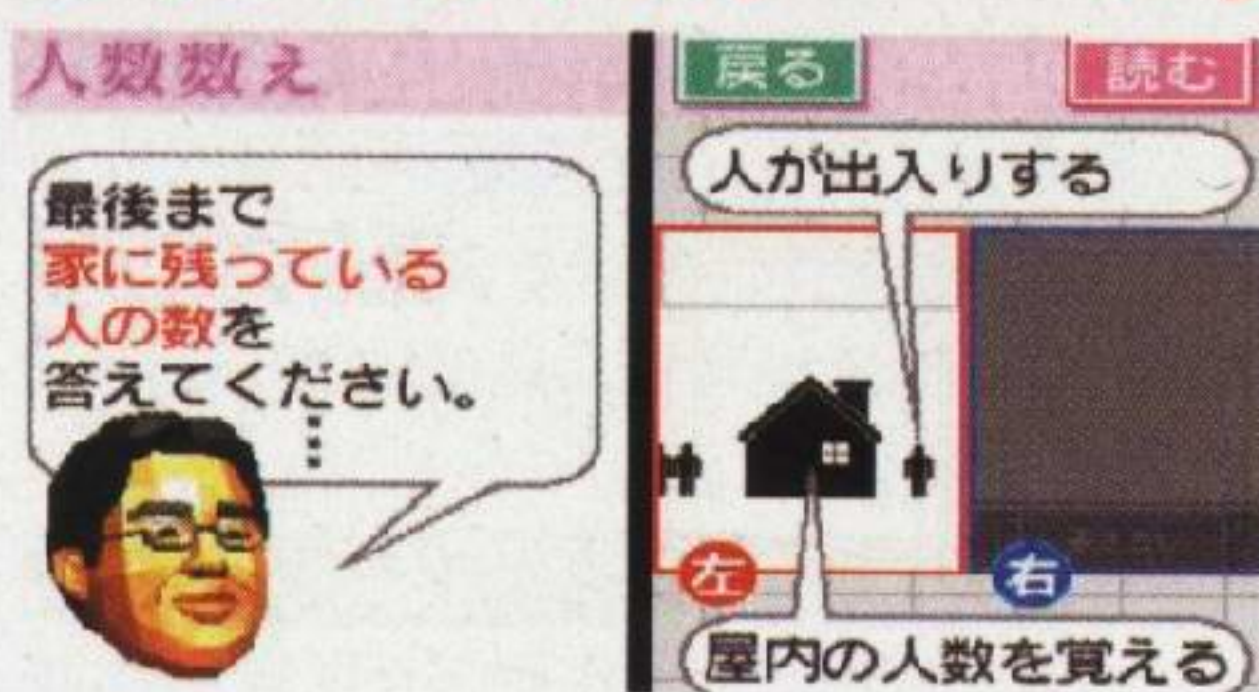 人数数え
最後まで
家に残っている
人の数を
答えてください。
戻る
読む
人が出入りする
左
右
屋内の人数を覚える